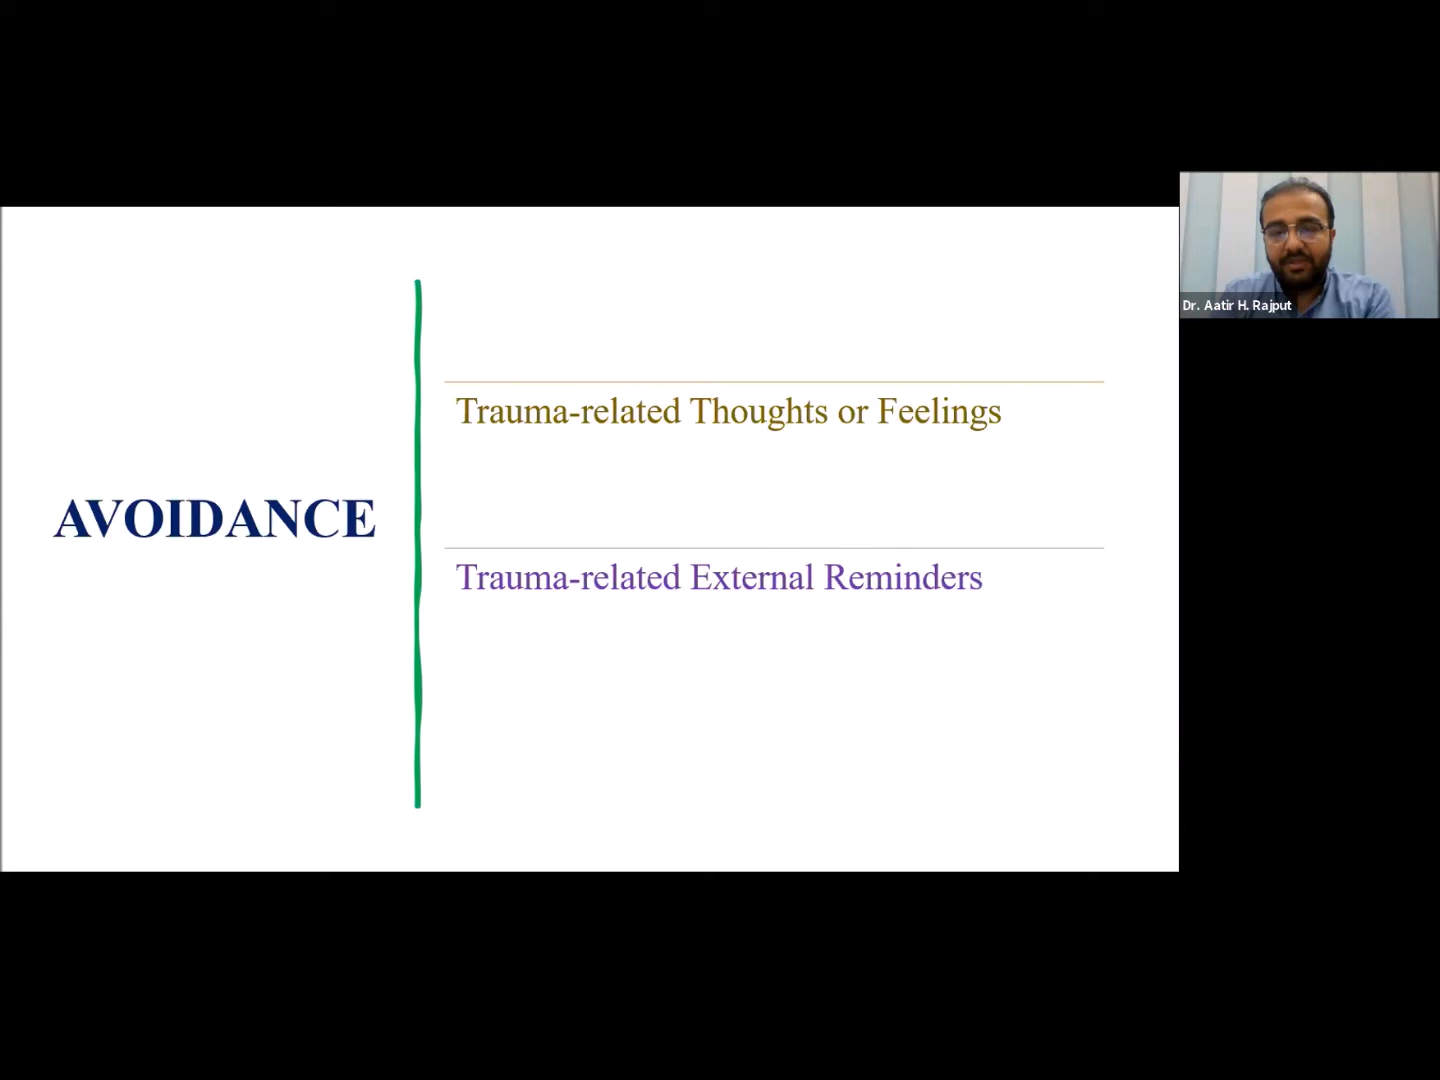 AVOIDANCE
Trauma-related Thoughts or Feelings
Trauma-related External Reminders
Dr. Aatir H. Rajput